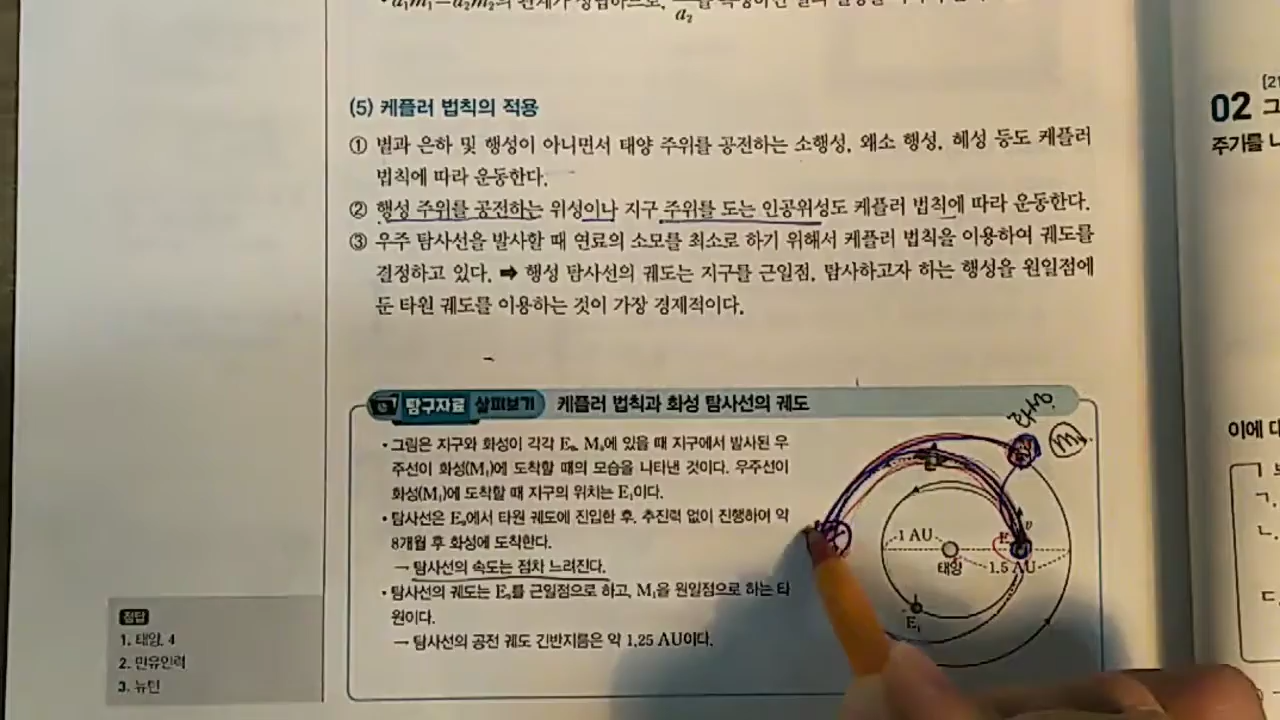 (5) 케플러 법칙의 적용
① 별과 은하 및 행성이 아니면서 태양 주위를 공전하는 소행성, 왜소 행성, 혜성 등도 케플러
법칙에 따라 운동한다.
② 행성 주위를 공전하는 위성이나 지구 주위를 도는 인공위성도 케플러 법칙에 따라 운동한다.
③ 우주 탐사선을 발사할 때 연료의 소모를 최소로 하기 위해서 케플러 법칙을 이용하여 궤도를
결정하고 있다. ➡ 행성 탐사선의 궤도는 지구를 근일점, 탐사하고자 하는 행성을 원일점에
둔 타원 궤도를 이용하는 것이 가장 경제적이다.
탐구자료 살펴보기 케플러 법칙과 화성 탐사선의 궤도
• 그림은 지구와 화성이 각각 E₀, M₀에 있을 때 지구에서 발사된 우
주선이 화성(M₁)에 도착할 때의 모습을 나타낸 것이다. 우주선이
화성(M₁)에 도착할 때 지구의 위치는 E₁이다.
• 탐사선은 E₀에서 타원 궤도에 진입한 후, 추진력 없이 진행하여 약
8개월 후 화성에 도착한다.
→ 탐사선의 속도는 점차 느려진다.
• 탐사선의 궤도는 E₀를 근일점으로 하고, M₁을 원일점으로 하는 타
원이다.
→ 탐사선의 공전 궤도 긴반지름은 약 1.25 AU이다.
화성
v
1 AU
태양
1.5 AU
E₁
정답
1. 태양, 4
2. 만유인력
3. 뉴턴
02 그
주기를 나
이에 대
ㄱ.
ㄴ.
ㄷ